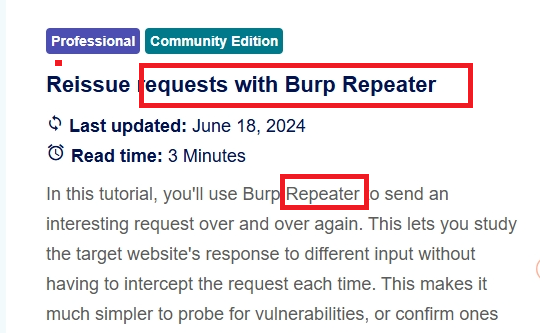 Professional Community Edition
Reissue requests with Burp Repeater
Last updated: June 18, 2024
Read time: 3 Minutes
In this tutorial, you'll use Burp Repeater to send an
interesting request over and over again. This lets you study
the target website's response to different input without
having to intercept the request each time. This makes it
much simpler to probe for vulnerabilities, or confirm ones